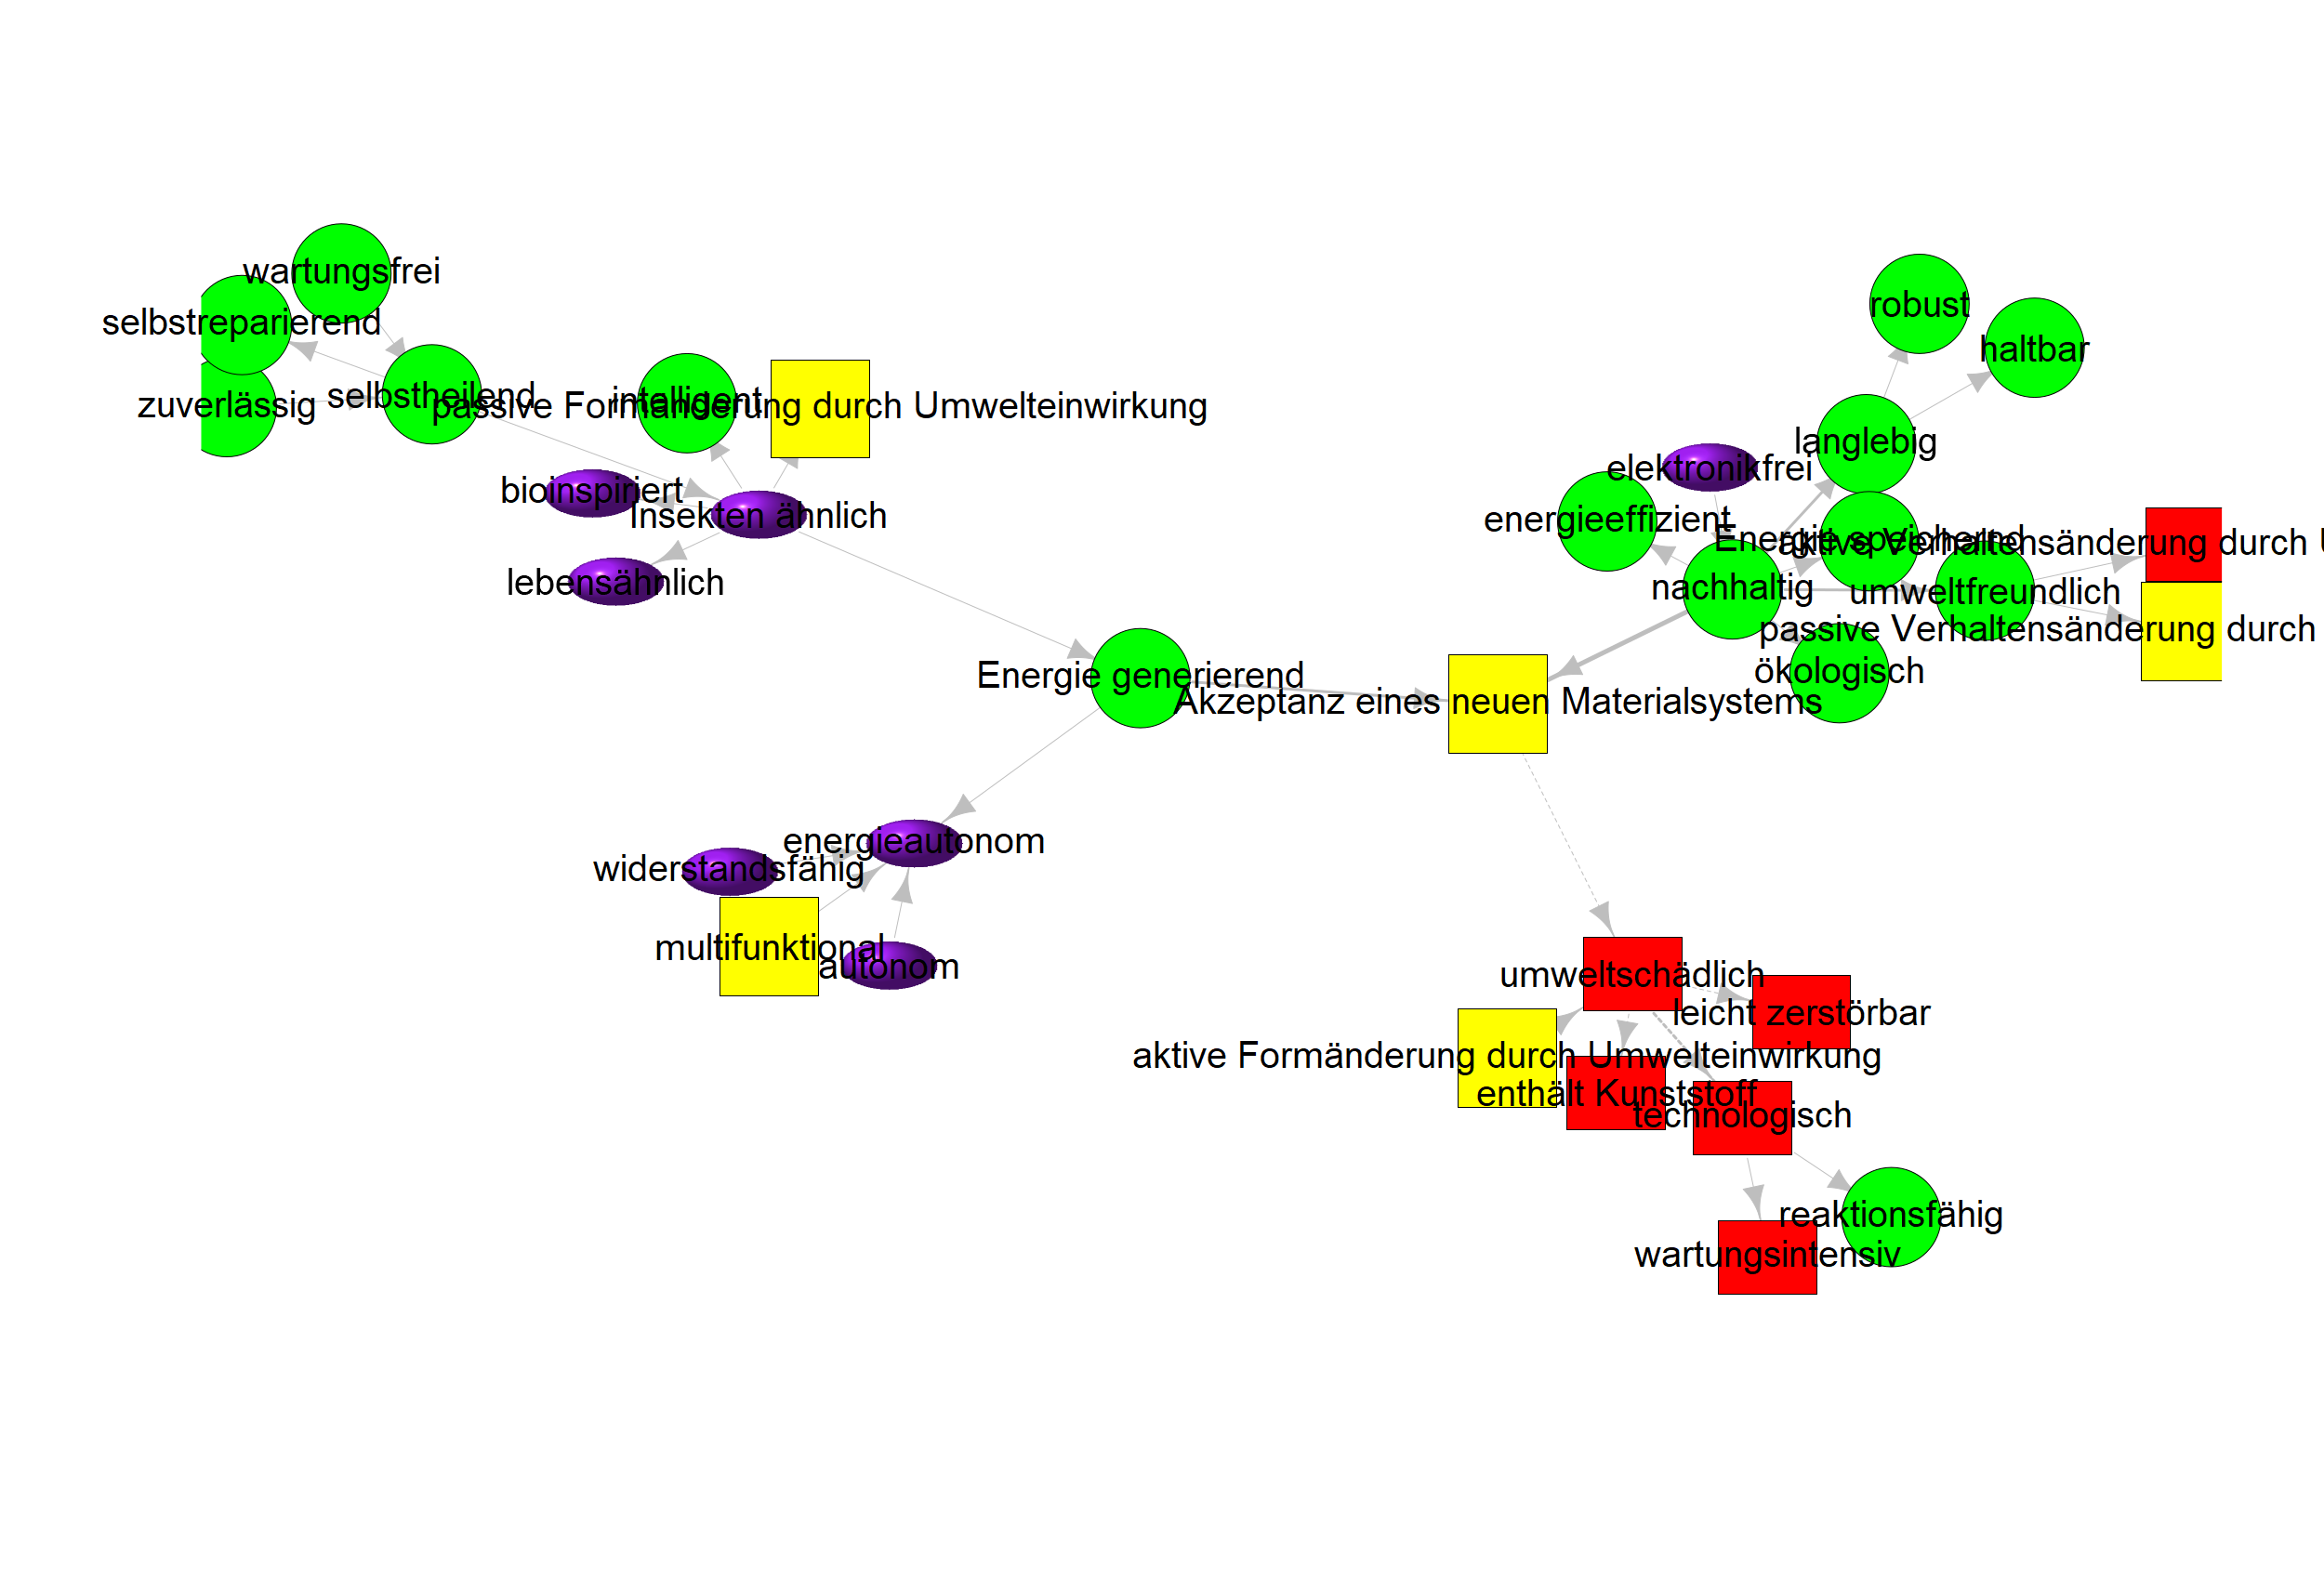 wartungsfrei
selbstreparierend
zuverlässig
selbstheilend
intelligent
passive Formänderung durch Umwelteinwirkung
bioinspiriert
Insekten ähnlich
lebensähnlich
robust
haltbar
langlebig
elektronikfrei
energieeffizient
Energie speichernd
aktive Verhaltensänderung durch U
nachhaltig
umweltfreundlich
passive Verhaltensänderung durch
ökologisch
Energie generierend
Akzeptanz eines neuen Materialsystems
energieautonom
widerstandsfähig
multifunktional
autonom
umweltschädlich
leicht zerstörbar
aktive Formänderung durch Umwelteinwirkung
enthält Kunststoff
technologisch
reaktionsfähig
wartungsintensiv